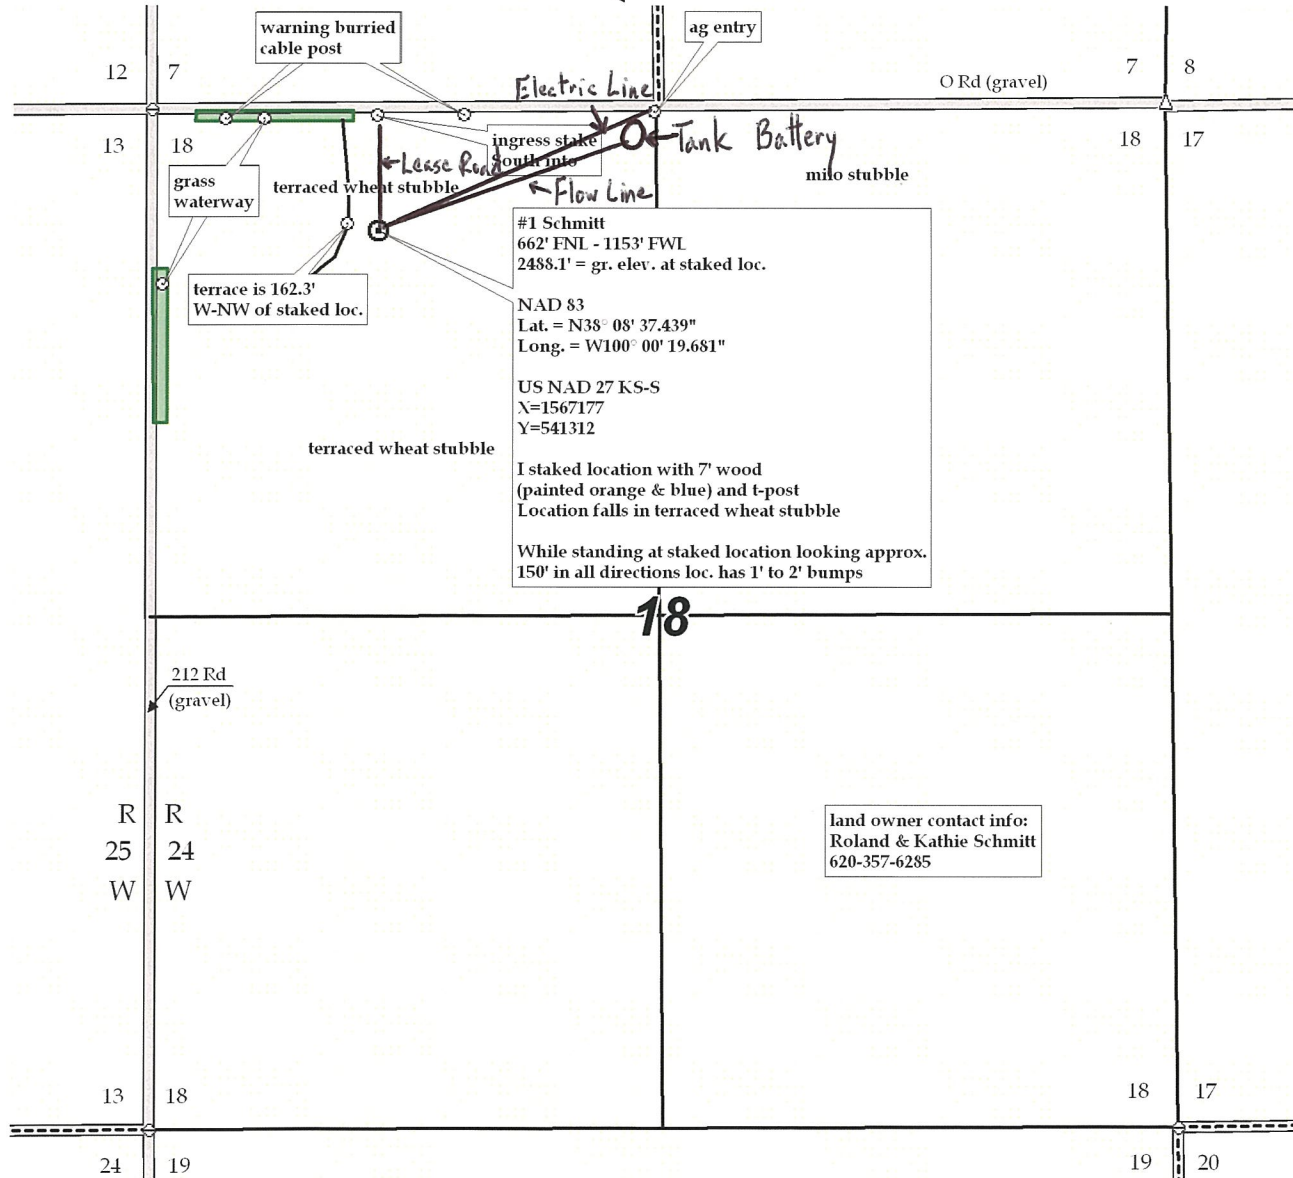 warning burried
cable post
ag entry
12 7
7 8
Electric Line
O Rd (gravel)
13 18
18 17
ingress stake
South into
Tank Battery
Lease Road
grass
waterway
terraced wheat stubble
milo stubble
Flow Line
#1 Schmitt
662' FNL - 1153' FWL
2488.1' = gr. elev. at staked loc.
NAD 83
Lat. = N38° 08' 37.439"
Long. = W100° 00' 19.681"
US NAD 27 KS-S
X=1567177
Y=541312
I staked location with 7' wood
(painted orange & blue) and t-post
Location falls in terraced wheat stubble
While standing at staked location looking approx.
150' in all directions loc. has 1' to 2' bumps
terrace is 162.3'
W-NW of staked loc.
terraced wheat stubble
18
212 Rd
(gravel)
R R
25 24
W W
land owner contact info:
Roland & Kathie Schmitt
620-357-6285
13 18
18 17
24 19
19 20